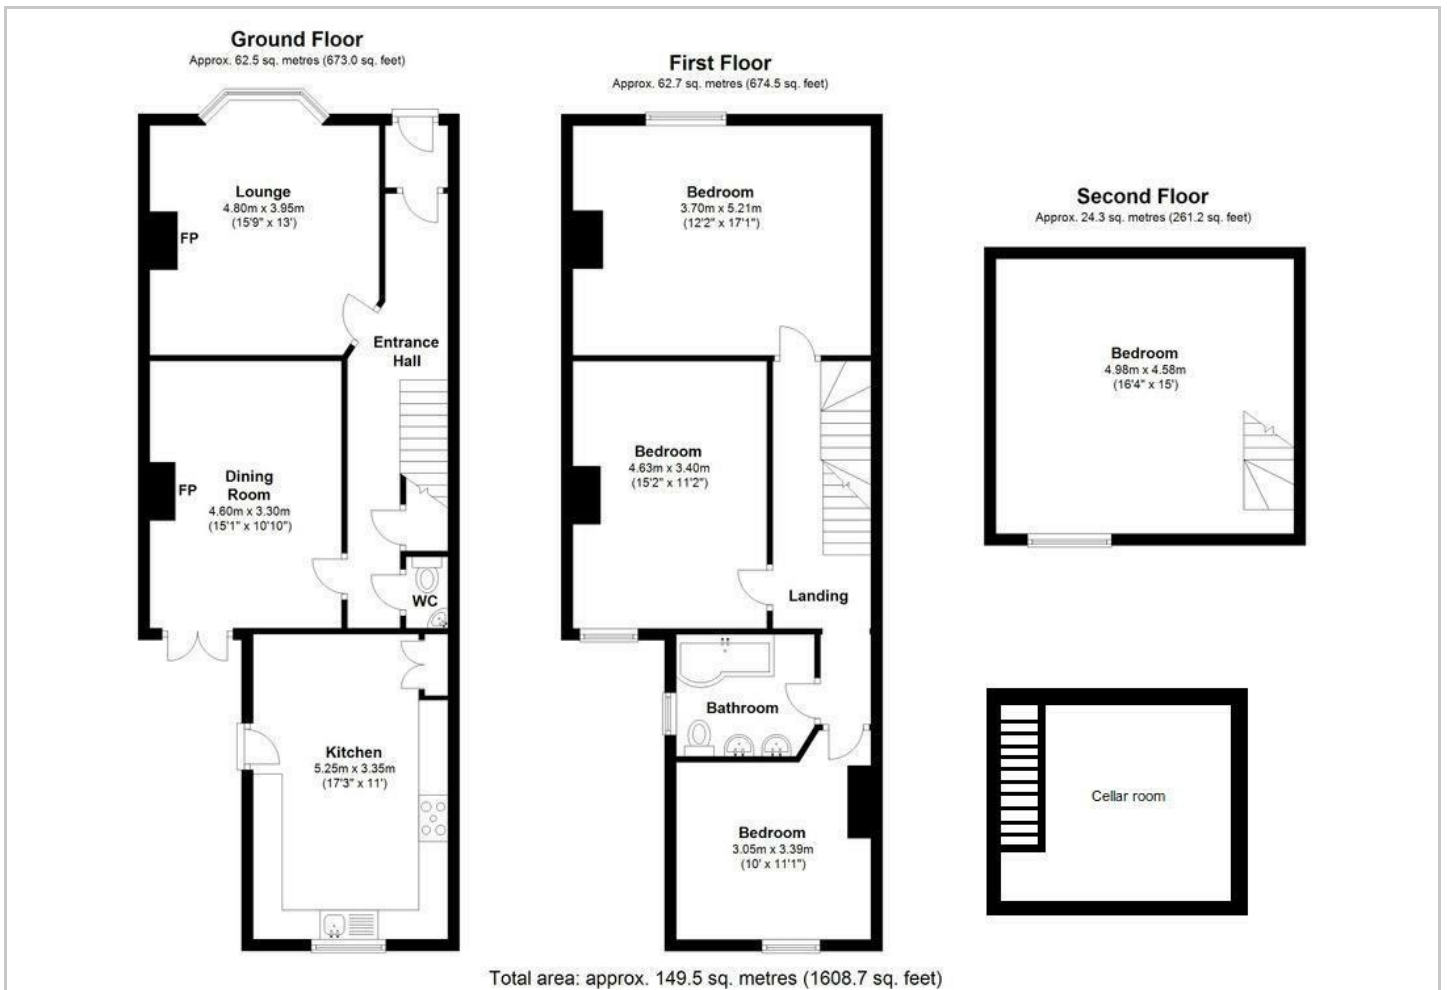 Ground Floor
Approx. 62.5 sq. metres (673.0 sq. feet)
Lounge
4.80m x 3.95m
(15'9" x 13')
FP
Entrance
Hall
Dining
Room
4.60m x 3.30m
(15'1" x 10'10")
FP
WC
Kitchen
5.25m x 3.35m
(17'3" x 11')
First Floor
Approx. 62.7 sq. metres (674.5 sq. feet)
Bedroom
3.70m x 5.21m
(12'2" x 17'1")
Bedroom
4.63m x 3.40m
(15'2" x 11'2")
Landing
Bathroom
Bedroom
3.05m x 3.39m
(10' x 11'1")
Second Floor
Approx. 24.3 sq. metres (261.2 sq. feet)
Bedroom
4.98m x 4.58m
(16'4" x 15')
Cellar room
Total area: approx. 149.5 sq. metres (1608.7 sq. feet)